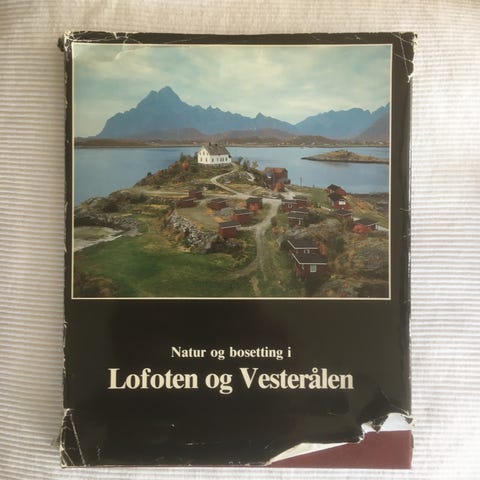 Natur og bosetting i
Lofoten og Vesterålen